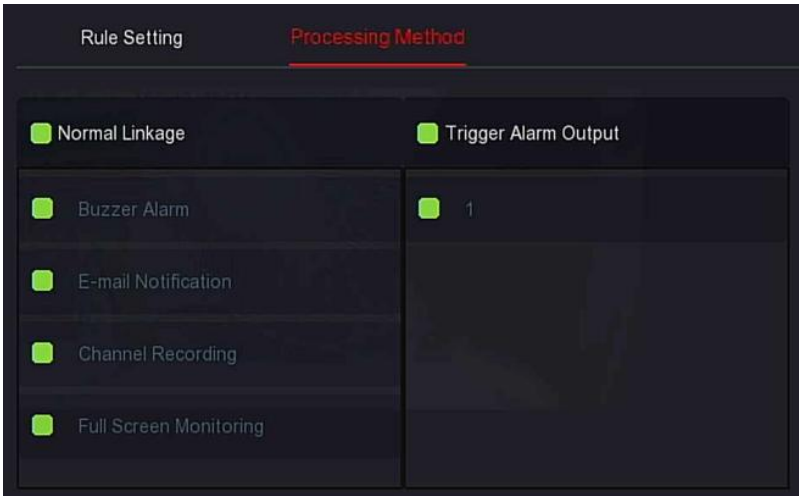 Rule Setting
Processing Method
Normal Linkage
Trigger Alarm Output
Buzzer Alarm
1
E-mail Notification
Channel Recording
Full Screen Monitoring